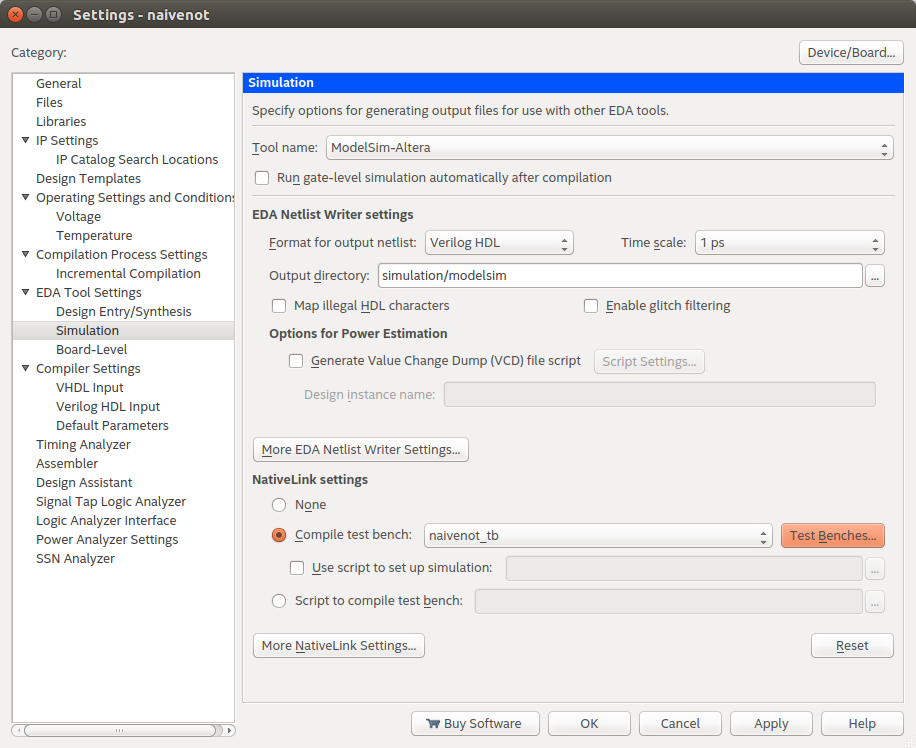 Settings - naivenot
Category:
Device/Board...
General
Files
Libraries
IP Settings
IP Catalog Search Locations
Design Templates
Operating Settings and Conditions
Voltage
Temperature
Compilation Process Settings
Incremental Compilation
EDA Tool Settings
Design Entry/Synthesis
Simulation
Board-Level
Compiler Settings
VHDL Input
Verilog HDL Input
Default Parameters
Timing Analyzer
Assembler
Design Assistant
Signal Tap Logic Analyzer
Logic Analyzer Interface
Power Analyzer Settings
SSN Analyzer
Simulation
Specify options for generating output files for use with other EDA tools.
Tool name: ModelSim-Altera
Run gate-level simulation automatically after compilation
EDA Netlist Writer settings
Format for output netlist: Verilog HDL Time scale: 1 ps
Output directory: simulation/modelsim ...
Map illegal HDL characters Enable glitch filtering
Options for Power Estimation
Generate Value Change Dump (VCD) file script Script Settings...
Design instance name:
More EDA Netlist Writer Settings...
NativeLink settings
None
Compile test bench: naivenot_tb Test Benches...
Use script to set up simulation: ...
Script to compile test bench: ...
More NativeLink Settings... Reset
Buy Software OK Cancel Apply Help